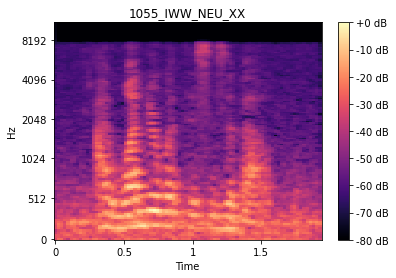 1055_IWW_NEU_XX
8192
4096
2048
1024
512
0
Hz
0
0.5
1
1.5
Time
+0 dB
-10 dB
-20 dB
-30 dB
-40 dB
-50 dB
-60 dB
-70 dB
-80 dB